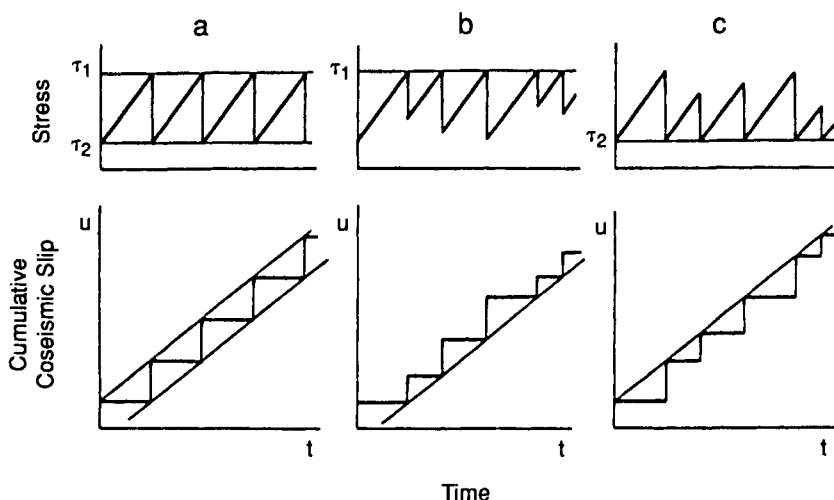 a b c
τ1 τ1
Stress
τ2 τ2
u u u
Cumulative
Coseismic Slip
t t t
Time